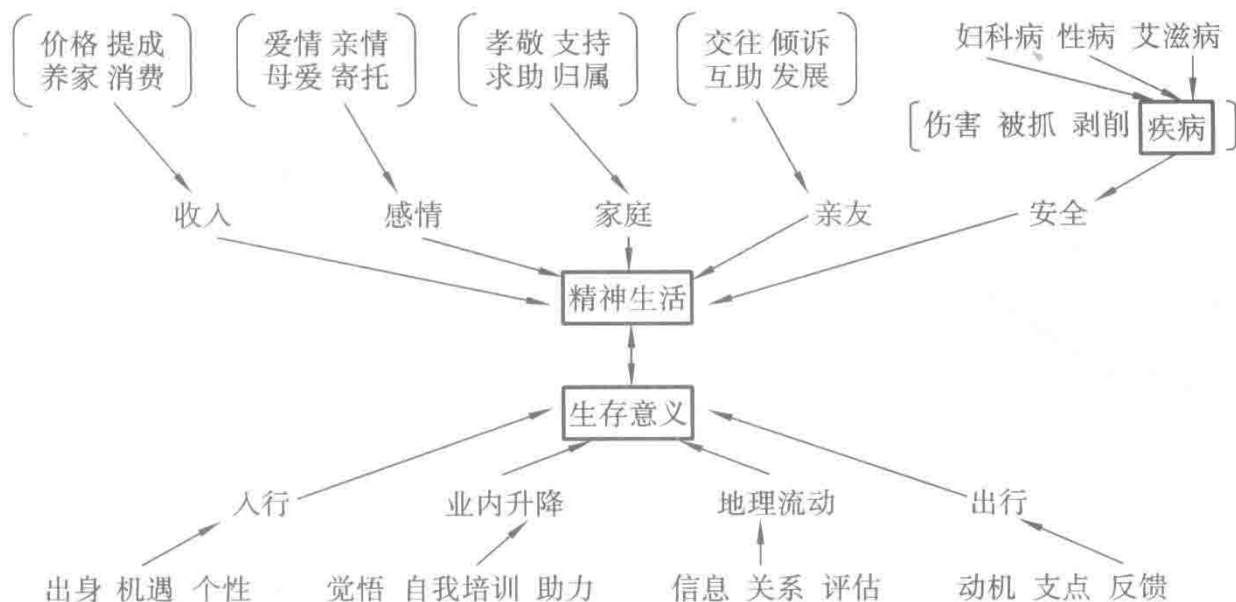 价格 提成
养家 消费
爱情 亲情
母爱 寄托
孝敬 支持
求助 归属
交往 倾诉
互助 发展
妇科病 性病 艾滋病
伤害 被抓 剥削 疾病
收入 感情 家庭 亲友 安全
精神生活
生存意义
入行 业内升降 地理流动 出行
出身 机遇 个性 觉悟 自我培训 助力 信息 关系 评估 动机 支点 反馈